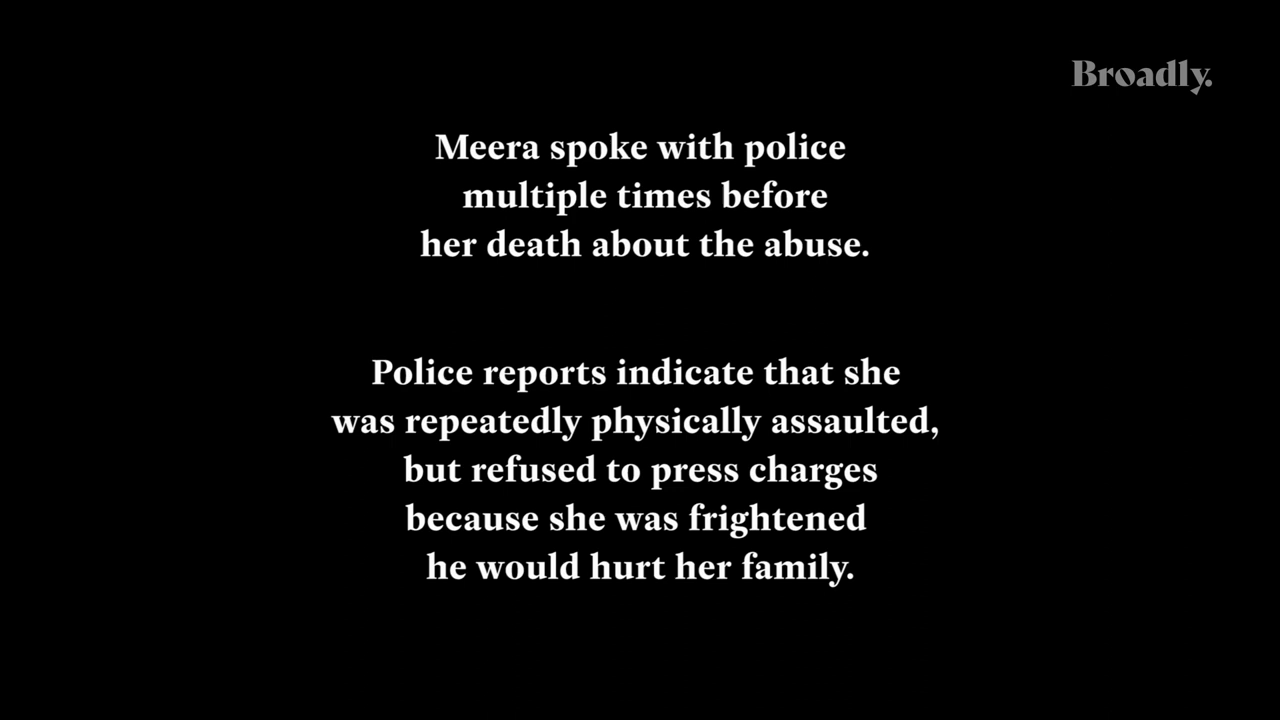 Broadly.
Meera spoke with police
multiple times before
her death about the abuse.
Police reports indicate that she
was repeatedly physically assaulted,
but refused to press charges
because she was frightened
he would hurt her family.